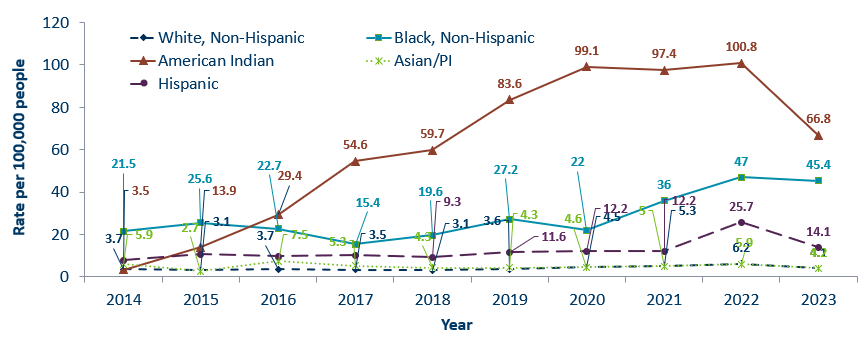 120
100
80
60
40
20
0
Rate per 100,000 people
White, Non-Hispanic
Black, Non-Hispanic
American Indian
Asian/PI
Hispanic
21.5 25.6 22.7 15.4 19.6 27.2 22 36 47 45.4
3.5 13.9 29.4 54.6 59.7 83.6 99.1 97.4 100.8 66.8
3.7 3.1 3.7 3.5 3.1 3.6 4.5 5.3 6.2
5.9 2.7 7.5 5.3 4.3 4.6 5 5.9 4.1
9.3 11.6 12.2 12.2 25.7 14.1
2014 2015 2016 2017 2018 2019 2020 2021 2022 2023
Year